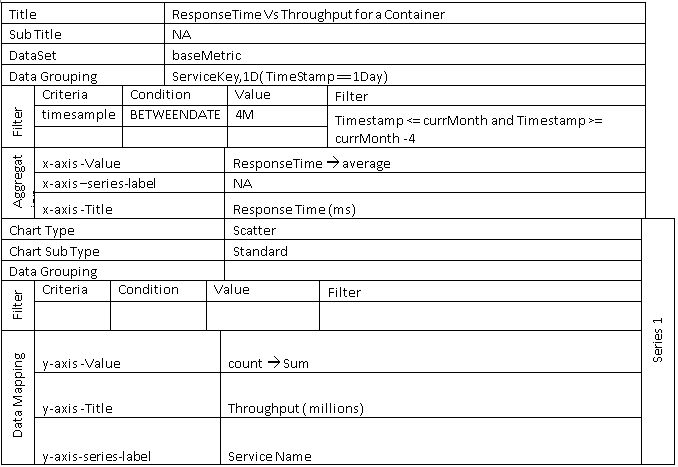 Title ResponseTime Vs Throughput for a Container
Sub Title NA
DataSet baseMetric
Data Grouping ServiceKey,1D( TimeStamp==1Day)
Filter
Criteria Condition Value Filter
timesample BETWEENDATE 4M Timestamp <= currMonth and Timestamp >=
currMonth -4
Aggregat
x-axis -Value ResponseTime → average
x-axis –series-label NA
x-axis -Title Response Time (ms)
Chart Type Scatter
Chart Sub Type Standard
Data Grouping
Filter
Criteria Condition Value Filter
Data Mapping
y-axis -Value count → Sum
y-axis -Title Throughput ( millions)
y-axis-series-label Service Name
Series 1